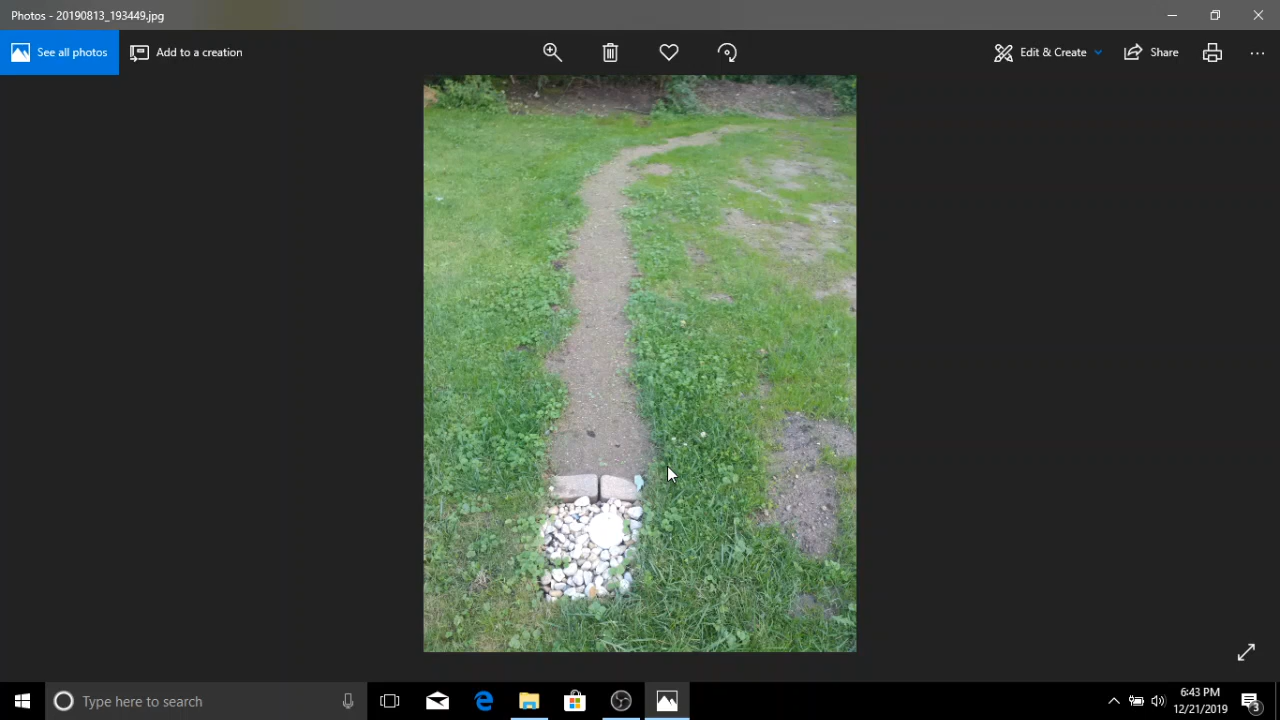 Photos - 20190813_193449.jpg
See all photos
Add to a creation
Edit & Create
Share
Type here to search
6:43 PM
12/21/2019
3